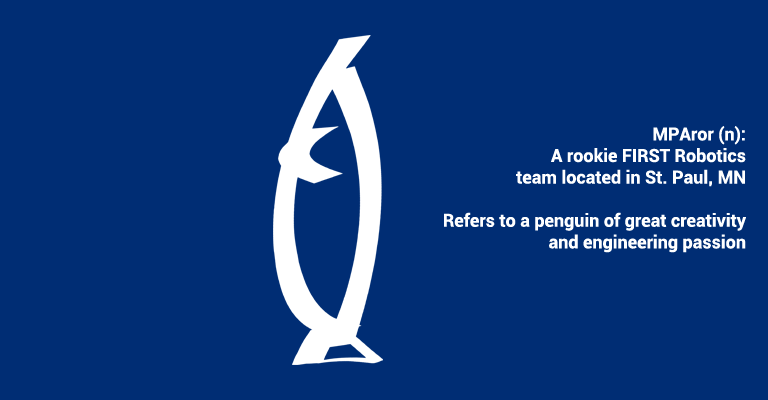 MPAror (n):
A rookie FIRST Robotics
team located in St. Paul, MN
Refers to a penguin of great creativity
and engineering passion